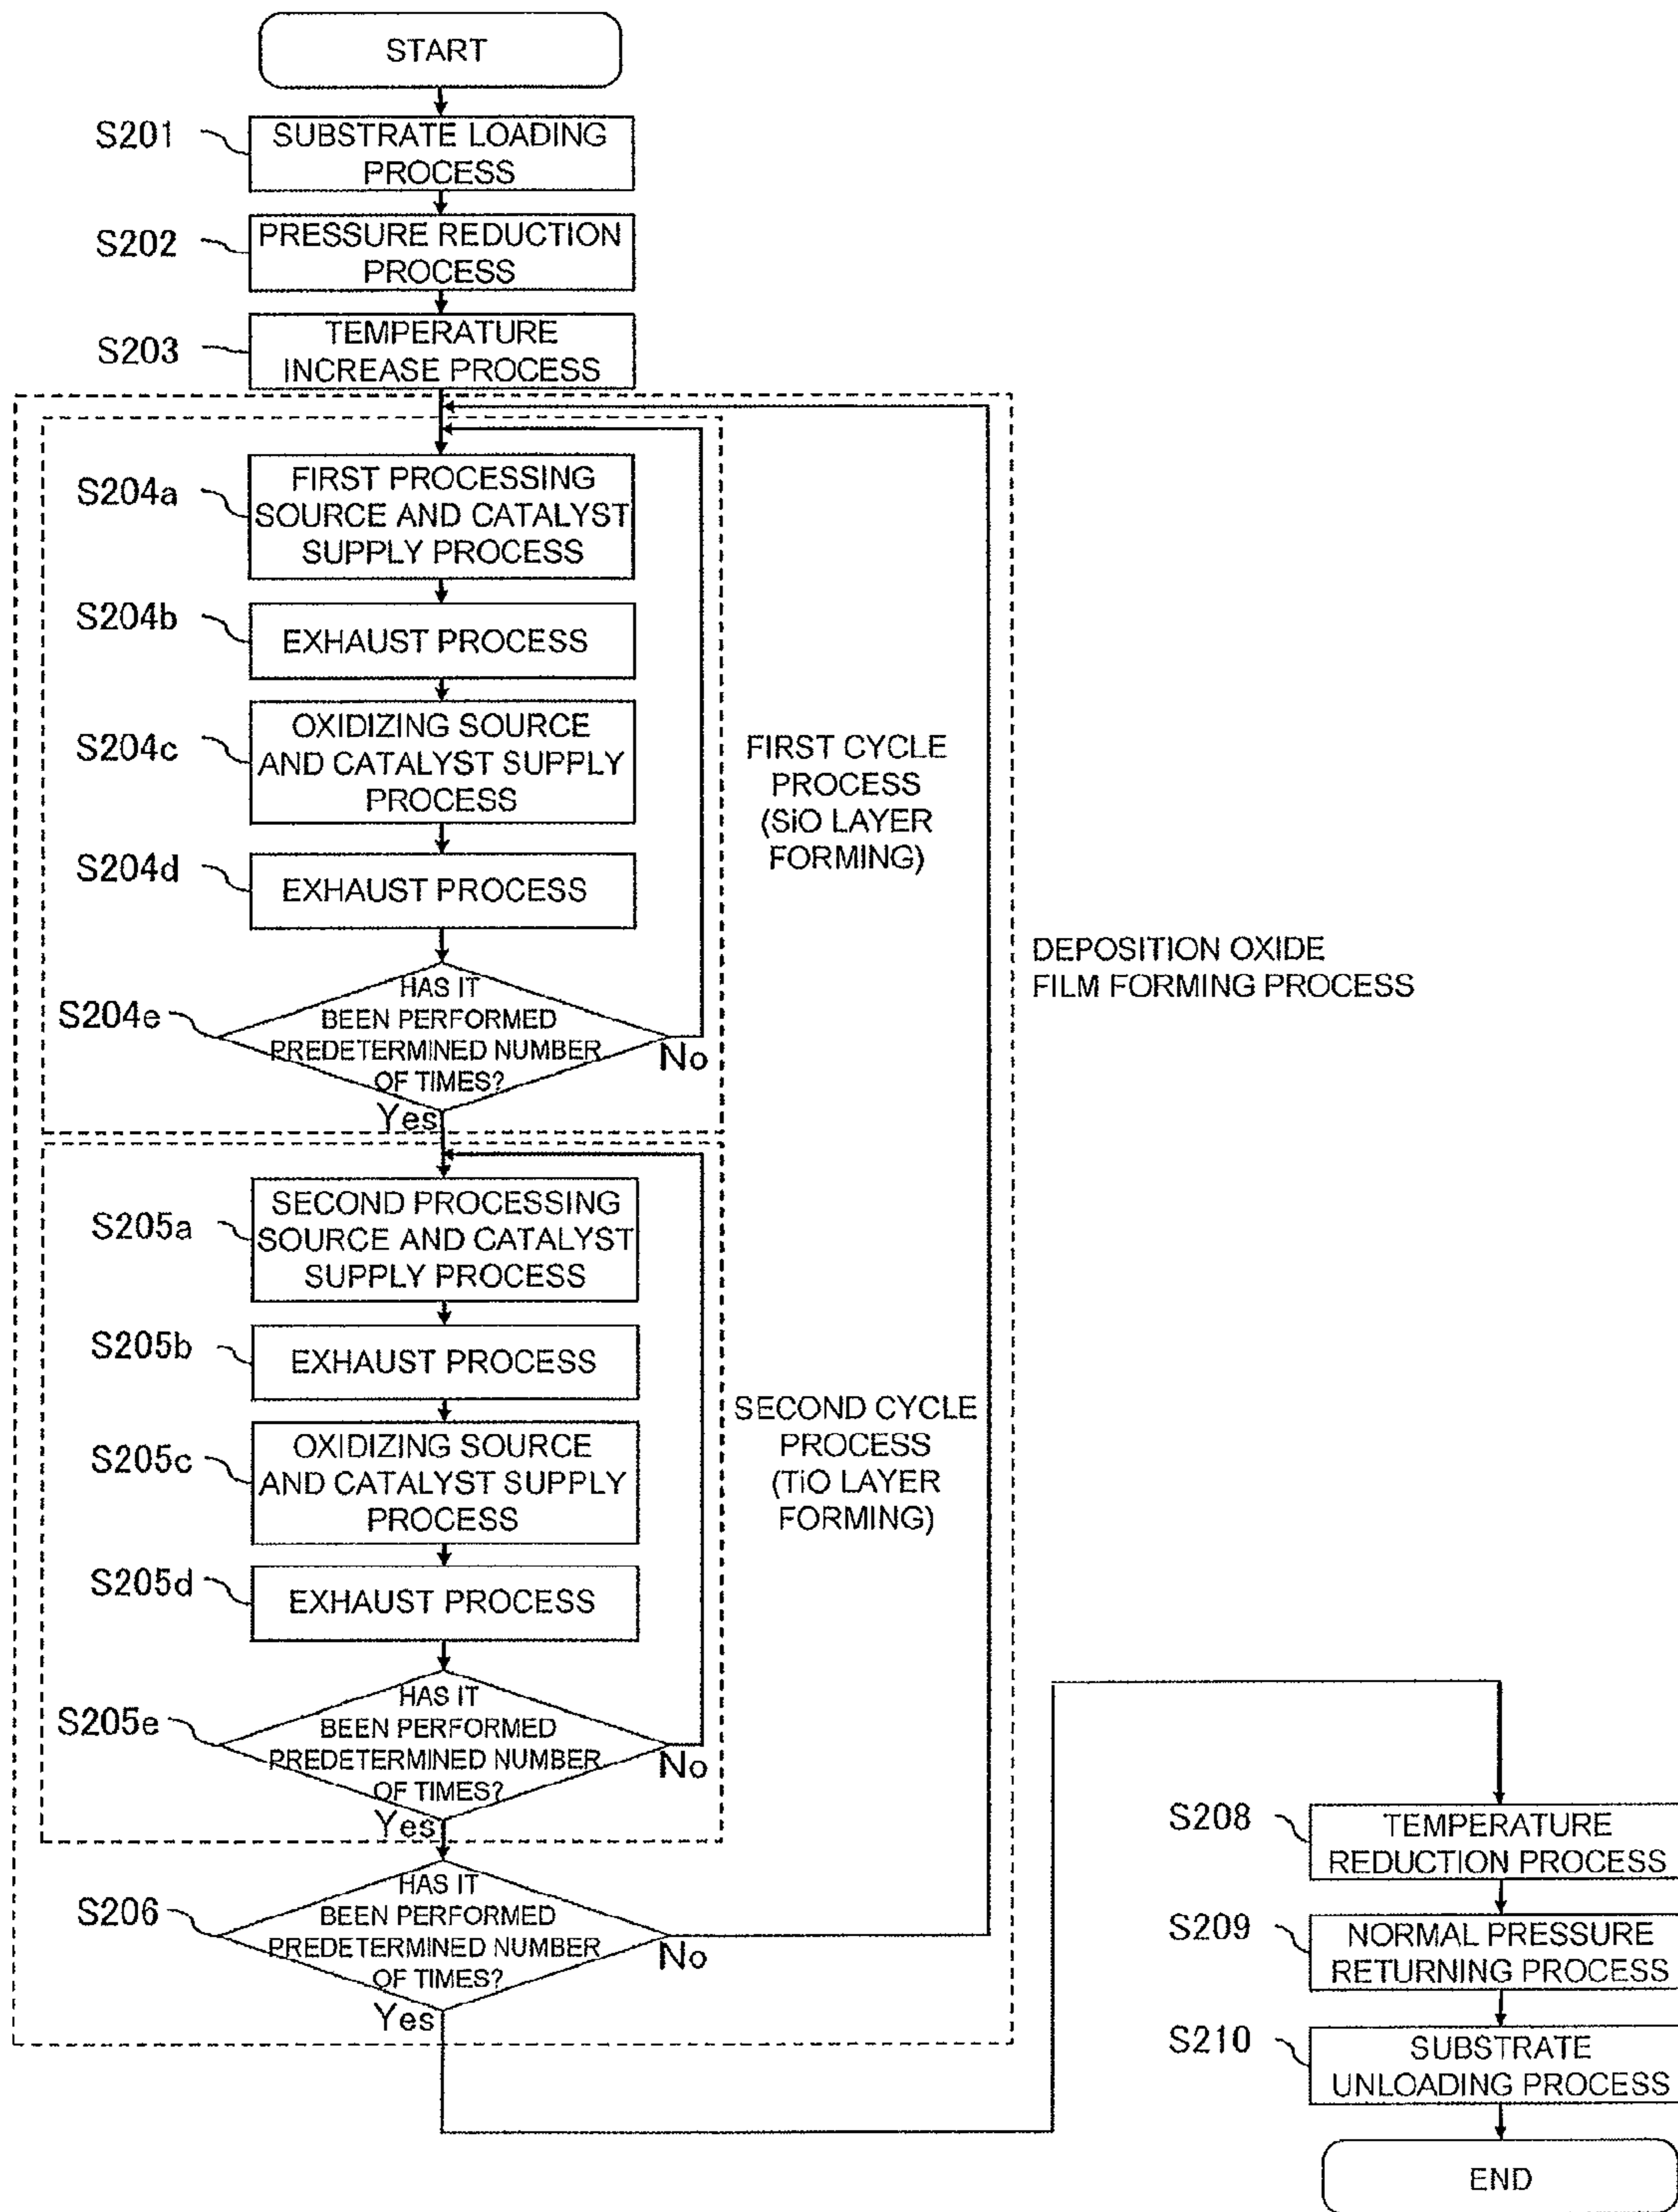 START
S201
SUBSTRATE LOADING
PROCESS
S202
PRESSURE REDUCTION
PROCESS
S203
TEMPERATURE
INCREASE PROCESS
S204a
FIRST PROCESSING
SOURCE AND CATALYST
SUPPLY PROCESS
S204b
EXHAUST PROCESS
S204c
OXIDIZING SOURCE
AND CATALYST SUPPLY
PROCESS
S204d
EXHAUST PROCESS
S204e
HAS IT
BEEN PERFORMED
PREDETERMINED NUMBER
OF TIMES?
No
Yes
FIRST CYCLE
PROCESS
(SiO LAYER
FORMING)
DEPOSITION OXIDE
FILM FORMING PROCESS
S205a
SECOND PROCESSING
SOURCE AND CATALYST
SUPPLY PROCESS
S205b
EXHAUST PROCESS
S205c
OXIDIZING SOURCE
AND CATALYST SUPPLY
PROCESS
S205d
EXHAUST PROCESS
S205e
HAS IT
BEEN PERFORMED
PREDETERMINED NUMBER
OF TIMES?
No
Yes
SECOND CYCLE
PROCESS
(TiO LAYER
FORMING)
S206
HAS IT
BEEN PERFORMED
PREDETERMINED NUMBER
OF TIMES?
No
Yes
S208
TEMPERATURE
REDUCTION PROCESS
S209
NORMAL PRESSURE
RETURNING PROCESS
S210
SUBSTRATE
UNLOADING PROCESS
END